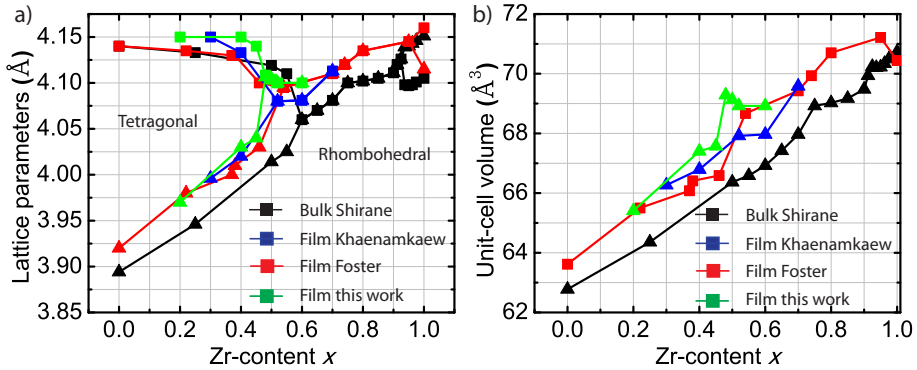 a)
Lattice parameters (Å)
4.15
4.10
4.05
4.00
3.95
3.90
3.85
Tetragonal
Rhombohedral
Bulk Shirane
Film Khaenamkaew
Film Foster
Film this work
0.0 0.2 0.4 0.6 0.8 1.0
Zr-content x
b)
Unit-cell volume (Å³)
72
70
68
66
64
62
Bulk Shirane
Film Khaenamkaew
Film Foster
Film this work
0.0 0.2 0.4 0.6 0.8 1.0
Zr-content x